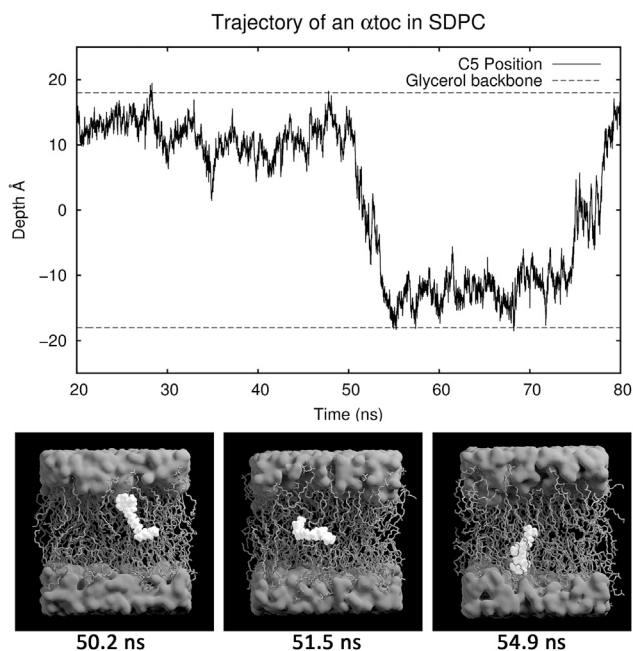 Trajectory of an αtoc in SDPC
C5 Position
Glycerol backbone
20
10
0
−10
−20
Depth Å
20 30 40 50 60 70 80
Time (ns)
50.2 ns 51.5 ns 54.9 ns